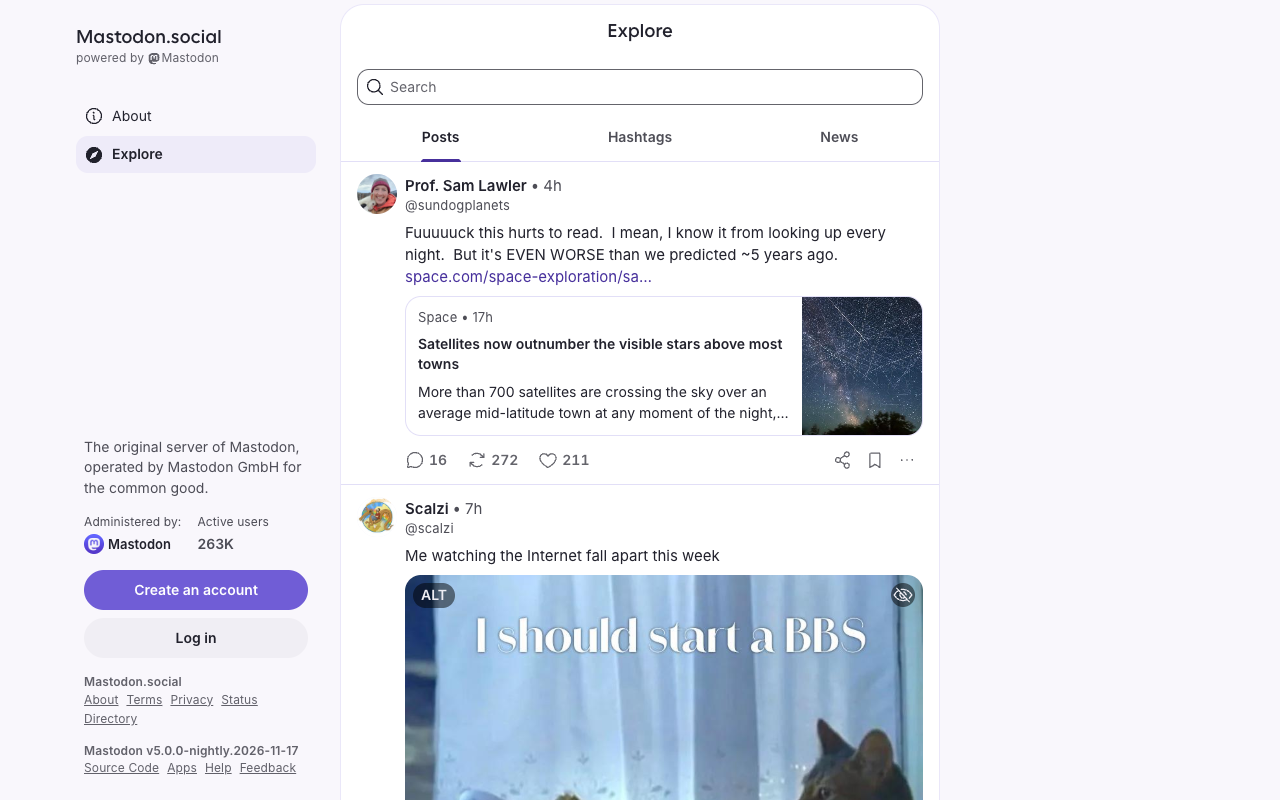 Mastodon.social
powered by Mastodon
About
Explore
The original server of Mastodon,
operated by Mastodon GmbH for
the common good.
Administered by:
Mastodon
Active users
263K
Create an account
Log in
Mastodon.social
About Terms Privacy Status
Directory
Mastodon v5.0.0-nightly.2026-11-17
Source Code Apps Help Feedback
Explore
Search
Posts Hashtags News
Prof. Sam Lawler • 4h
@sundogplanets
Fuuuuuck this hurts to read.  I mean, I know it from looking up every
night.  But it's EVEN WORSE than we predicted ~5 years ago.
space.com/space-exploration/sa...
Space • 17h
Satellites now outnumber the visible stars above most
towns
More than 700 satellites are crossing the sky over an
average mid-latitude town at any moment of the night,...
16 272 211
Scalzi • 7h
@scalzi
Me watching the Internet fall apart this week
ALT
I should start a BBS